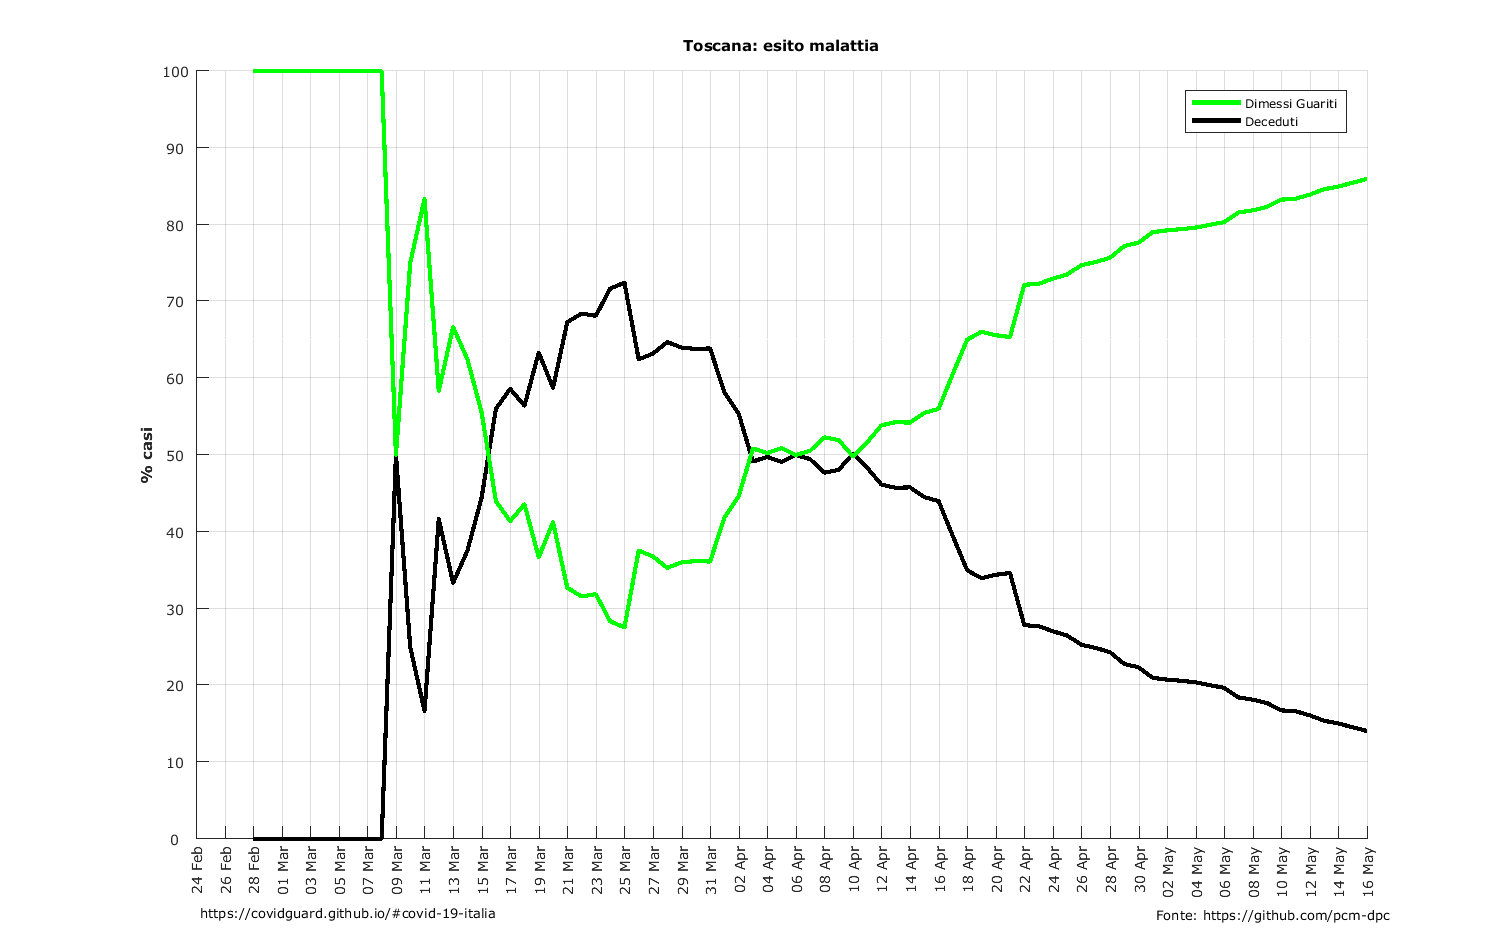 Toscana: esito malattia
100
90
80
70
60
50
40
30
20
10
0
% casi
Dimessi Guariti
Deceduti
24 Feb
26 Feb
28 Feb
01 Mar
03 Mar
05 Mar
07 Mar
09 Mar
11 Mar
13 Mar
15 Mar
17 Mar
19 Mar
21 Mar
23 Mar
25 Mar
27 Mar
29 Mar
31 Mar
02 Apr
04 Apr
06 Apr
08 Apr
10 Apr
12 Apr
14 Apr
16 Apr
18 Apr
20 Apr
22 Apr
24 Apr
26 Apr
28 Apr
30 Apr
02 May
04 May
06 May
08 May
10 May
12 May
14 May
16 May
https://covidguard.github.io/#covid-19-italia
Fonte: https://github.com/pcm-dpc